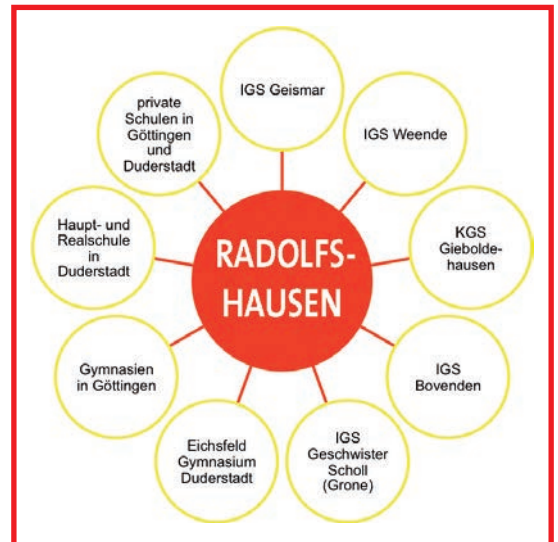 IGS Geismar
IGS Weende
KGS
Giebolde-
hausen
IGS
Bovenden
IGS
Geschwister
Scholl
(Grone)
Eichsfeld
Gymnasium
Duderstadt
Gymnasien
in Göttingen
Haupt- und
Realschule
in
Duderstadt
private
Schulen in
Göttingen
und
Duderstadt
RADOLFS-
HAUSEN